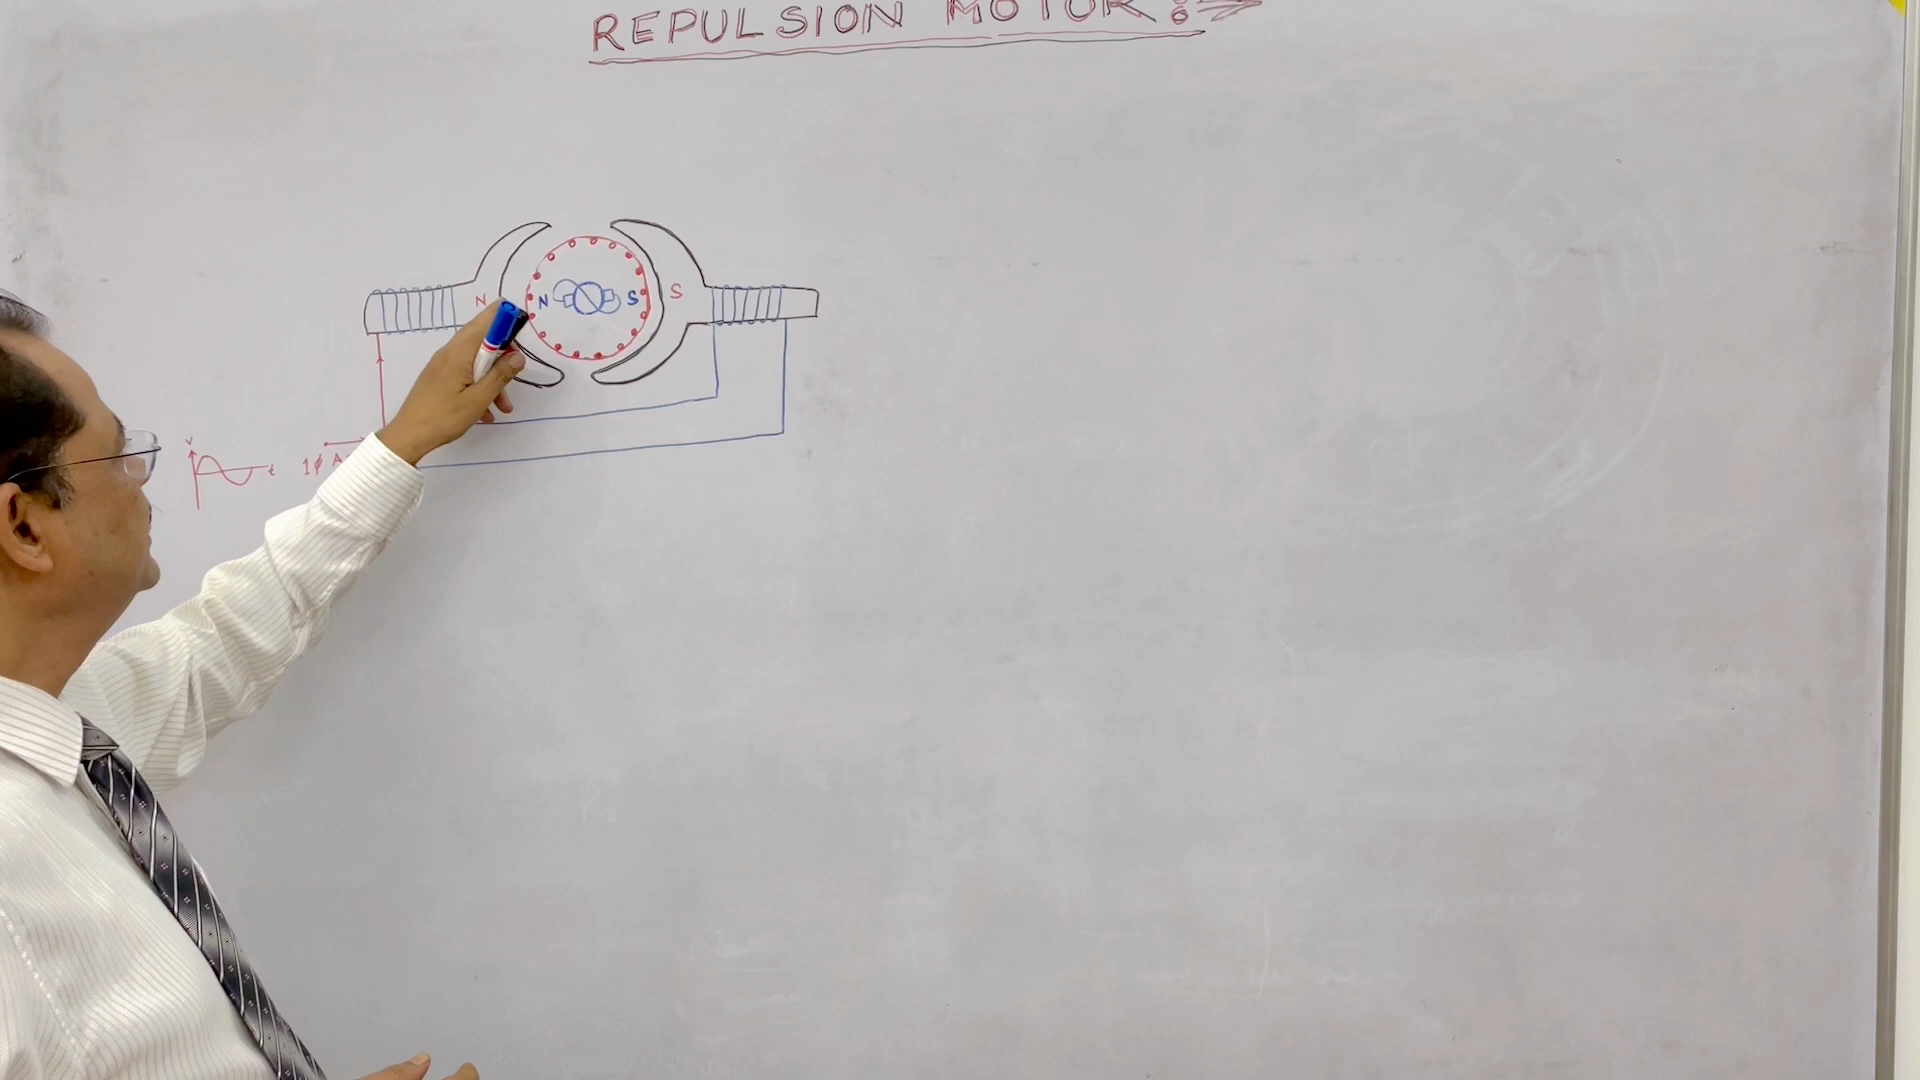 REPULSION MOTOR :
N N S S
V
t 1φ A